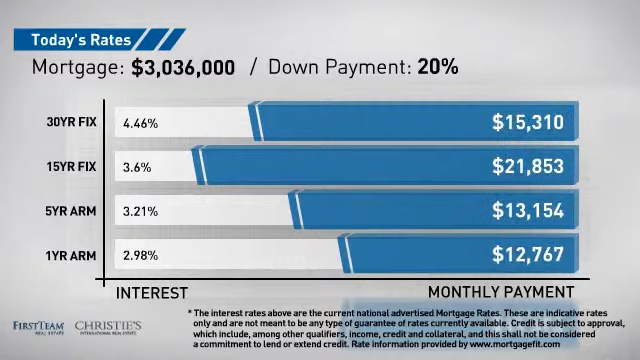 Today's Rates
Mortgage: $3,036,000 / Down Payment: 20%
30YR FIX 4.46% $15,310
15YR FIX 3.6% $21,853
5YR ARM 3.21% $13,154
1YR ARM 2.98% $12,767
INTEREST MONTHLY PAYMENT
* The interest rates above are the current national advertised Mortgage Rates. These are indicative rates
only and are not meant to be any type of guarantee of rates currently available. Credit is subject to approval,
which include, among other qualifiers, income, credit and collateral, and this shall not be considered
a commitment to lend or extend credit. Rate information provided by www.mortgagefit.com
FIRSTTEAM CHRISTIE'S
REAL ESTATE INTERNATIONAL REAL ESTATE